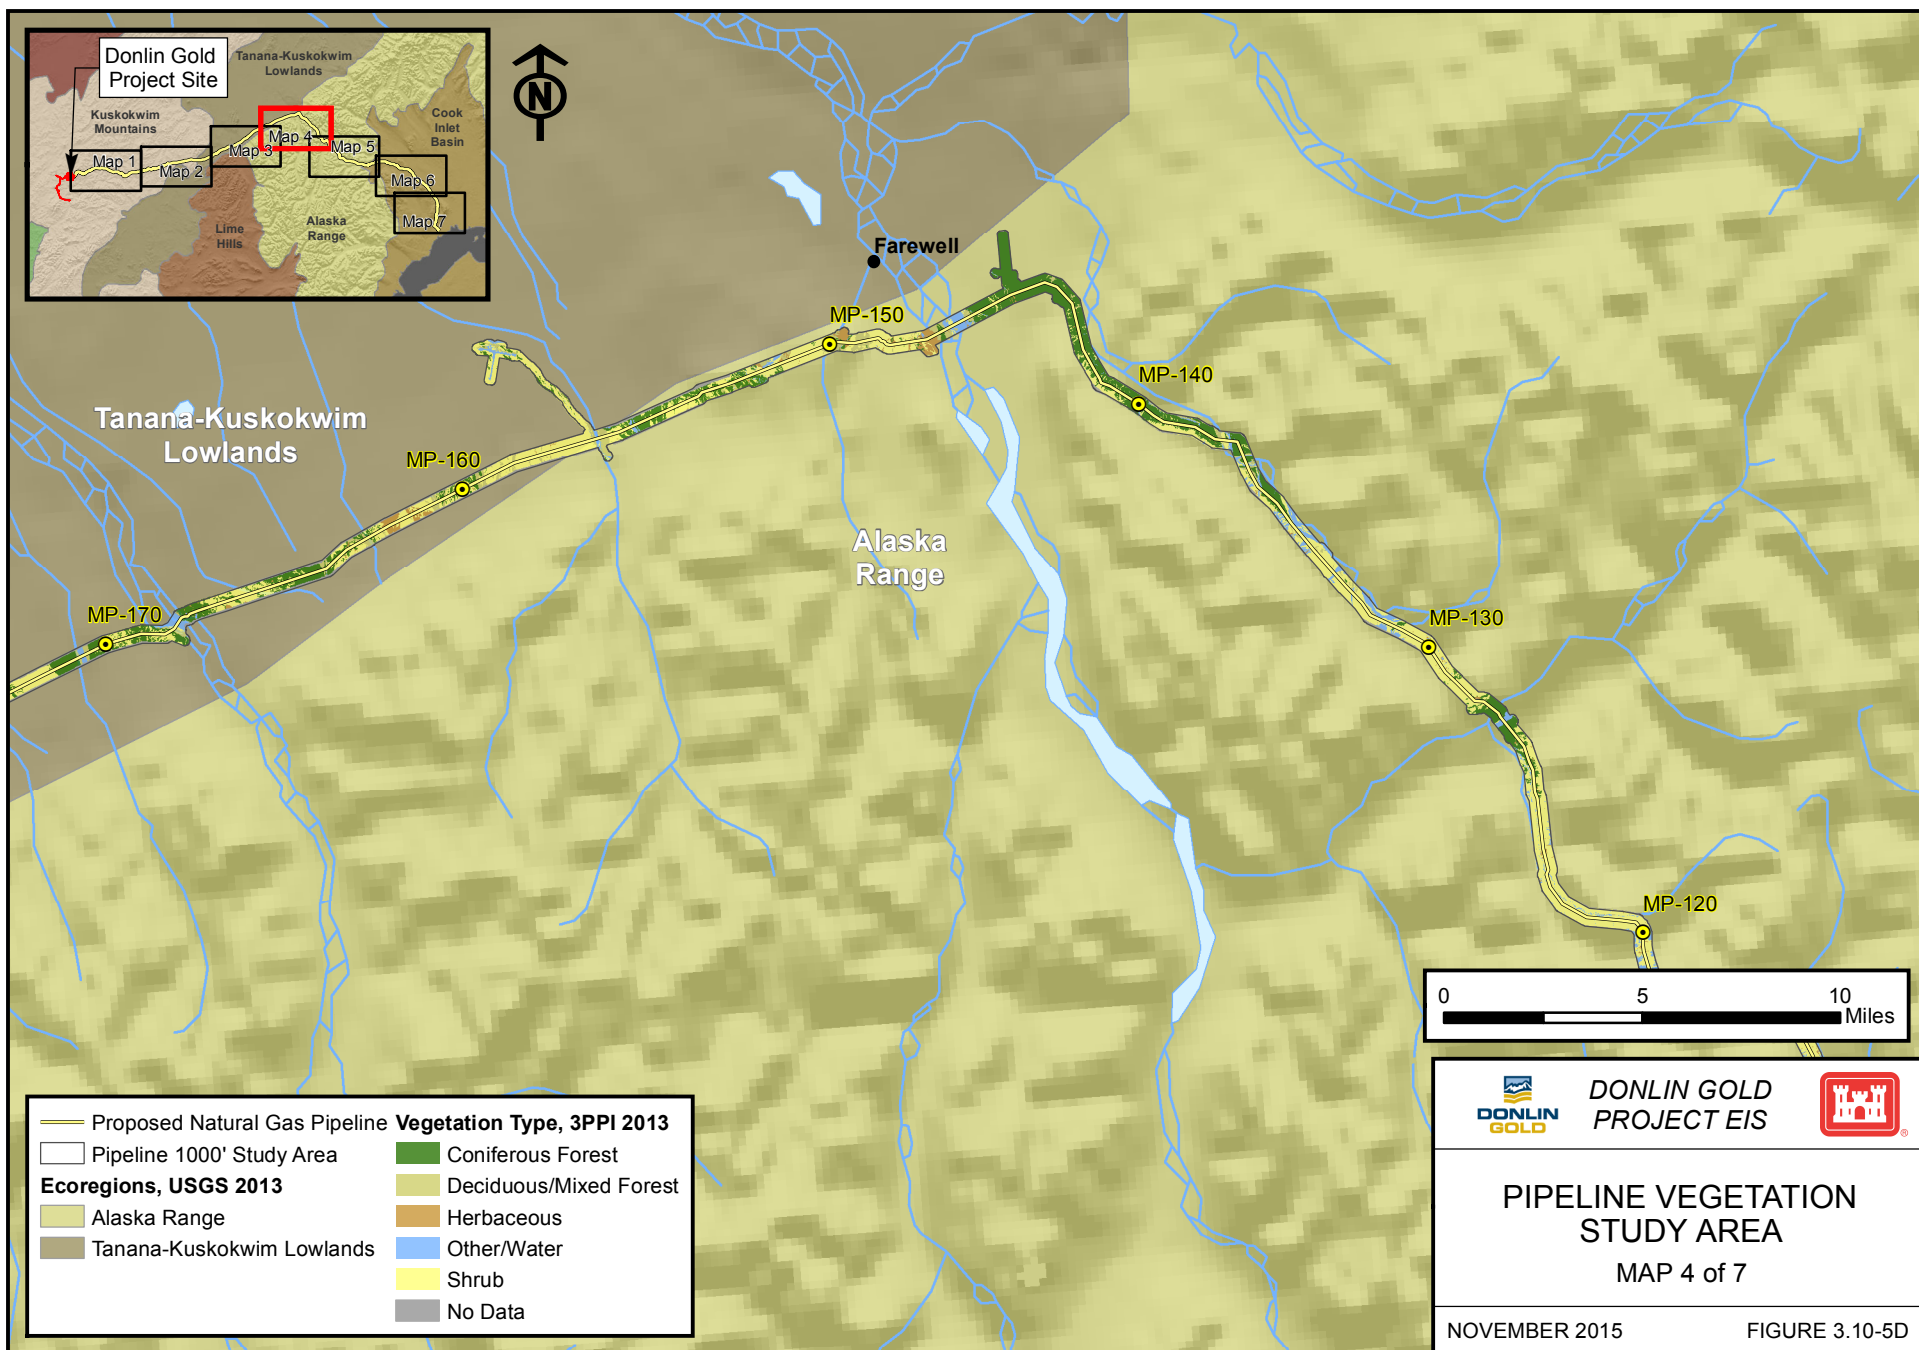 Donlin Gold
Project Site
Tanana-Kuskokwim
Lowlands
Kuskokwim
Mountains
Cook
Inlet
Basin
Map 1
Map 2
Map 3
Map 4
Map 5
Map 6
Map 7
Lime
Hills
Alaska
Range
N
Farewell
MP-150
MP-140
Tanana-Kuskokwim
Lowlands
MP-160
Alaska
Range
MP-170
MP-130
MP-120
0 5 10
Miles
Proposed Natural Gas Pipeline
Pipeline 1000' Study Area
Ecoregions, USGS 2013
Alaska Range
Tanana-Kuskokwim Lowlands
Vegetation Type, 3PPI 2013
Coniferous Forest
Deciduous/Mixed Forest
Herbaceous
Other/Water
Shrub
No Data
DONLIN
GOLD
DONLIN GOLD
PROJECT EIS
®
PIPELINE VEGETATION
STUDY AREA
MAP 4 of 7
NOVEMBER 2015
FIGURE 3.10-5D